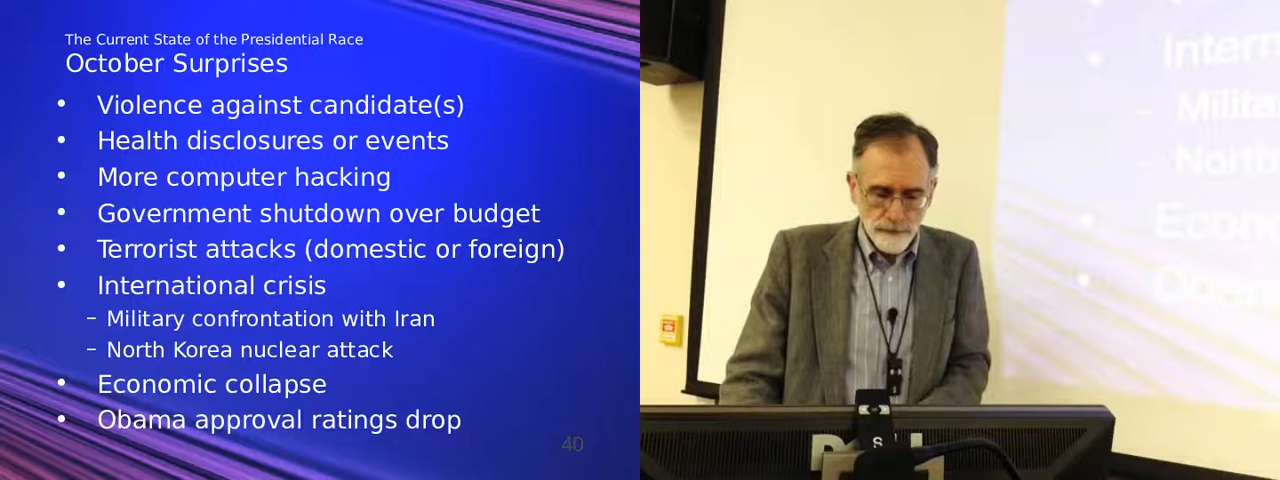 The Current State of the Presidential Race
October Surprises
• Violence against candidate(s)
• Health disclosures or events
• More computer hacking
• Government shutdown over budget
• Terrorist attacks (domestic or foreign)
• International crisis
– Military confrontation with Iran
– North Korea nuclear attack
• Economic collapse
• Obama approval ratings drop
40